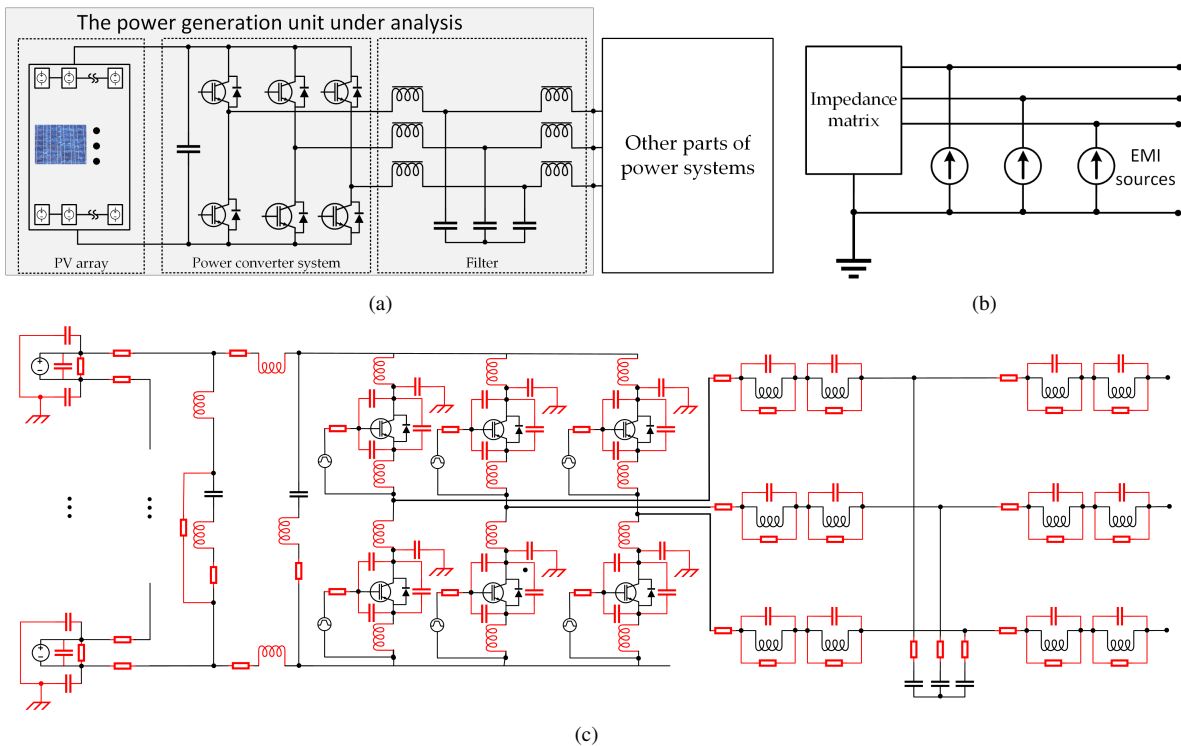 The power generation unit under analysis
PV array
Power converter system
Filter
Other parts of
power systems
(a)
Impedance
matrix
EMI
sources
(b)
(c)